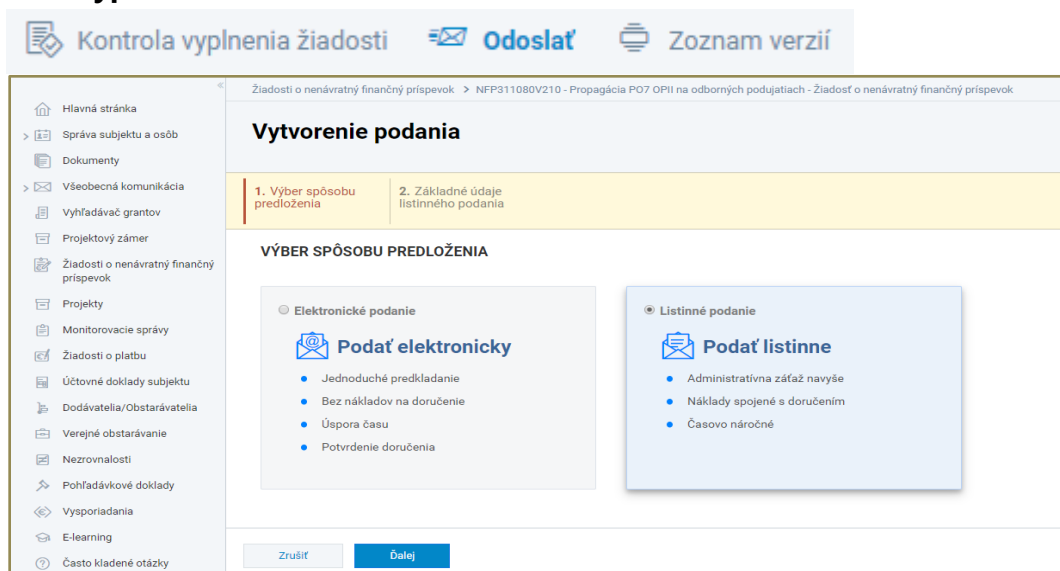 Kontrola vyplnenia žiadosti Odoslať Zoznam verzií
Žiadosti o nenávratný finančný príspevok > NFP311080V210 - Propagácia PO7 OPII na odborných podujatiach - Žiadosť o nenávratný finančný príspevok
Hlavná stránka
Správa subjektu a osôb
Dokumenty
Všeobecná komunikácia
Vyhľadávač grantov
Projektový zámer
Žiadosti o nenávratný finančný
príspevok
Projekty
Monitorovacie správy
Žiadosti o platbu
Účtovné doklady subjektu
Dodávatelia/Obstarávatelia
Verejné obstarávanie
Nezrovnalosti
Pohľadávkové doklady
Vysporiadania
E-learning
Často kladené otázky
Vytvorenie podania
1. Výber spôsobu
predloženia
2. Základné údaje
listinného podania
VÝBER SPÔSOBU PREDLOŽENIA
Elektronické podanie
Podať elektronicky
Jednoduché predkladanie
Bez nákladov na doručenie
Úspora času
Potvrdenie doručenia
Listinné podanie
Podať listinne
Administratívna záťaž navyše
Náklady spojené s doručením
Časovo náročné
Zrušiť
Ďalej